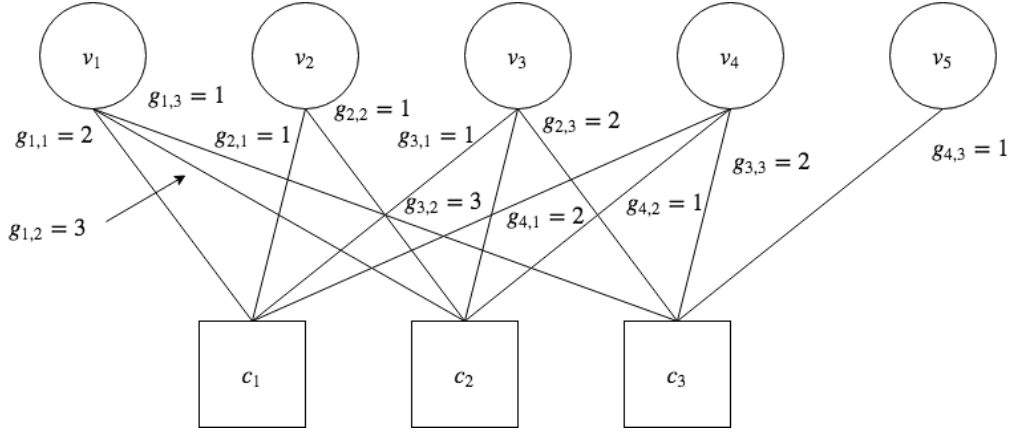 v₁
v₂
v₃
v₄
v₅
g₁,₃ = 1
g₂,₂ = 1
g₁,₁ = 2
g₂,₁ = 1
g₃,₁ = 1
g₂,₃ = 2
g₄,₃ = 1
g₃,₃ = 2
g₃,₂ = 3
g₄,₁ = 2
g₄,₂ = 1
g₁,₂ = 3
c₁
c₂
c₃